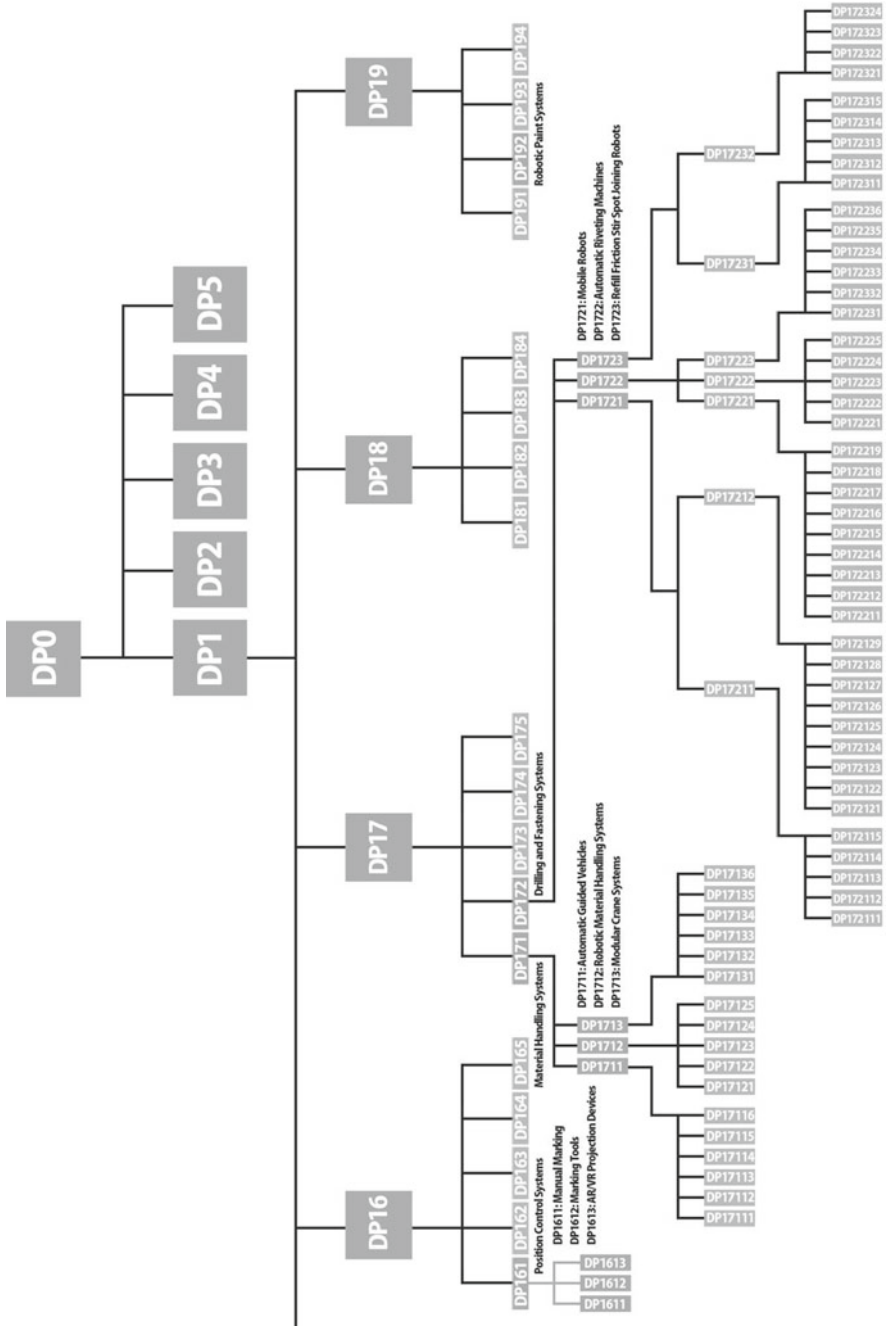 DP0
DP1 DP2 DP3 DP4 DP5
DP16 DP17 DP18 DP19
DP161 DP162 DP163 DP164 DP165
DP171 DP172 DP173 DP174 DP175
DP181 DP182 DP183 DP184
DP191 DP192 DP193 DP194
Position Control Systems
Material Handling Systems
Drilling and Fastening Systems
Robotic Paint Systems
DP1611: Manual Marking
DP1612: Marking Tools
DP1613: AR/VR Projection Devices
DP1711: Automatic Guided Vehicles
DP1712: Robotic Material Handling Systems
DP1713: Modular Crane Systems
DP1721: Mobile Robots
DP1722: Automatic Riveting Machines
DP1723: Refill Friction Stir Spot Joining Robots
DP1611 DP1612 DP1613
DP1711 DP1712 DP1713
DP1721 DP1722 DP1723
DP17111 DP17112 DP17113 DP17114 DP17115 DP17116
DP17121 DP17122 DP17123 DP17124 DP17125
DP17131 DP17132 DP17133 DP17134 DP17135 DP17136
DP17211 DP17212
DP17221 DP17222 DP17223
DP17231 DP17232
DP172111 DP172112 DP172113 DP172114 DP172115
DP172121 DP172122 DP172123 DP172124 DP172125 DP172126 DP172127 DP172128 DP172129
DP172211 DP172212 DP172213 DP172214 DP172215 DP172216 DP172217 DP172218 DP172219
DP172221 DP172222 DP172223 DP172224 DP172225
DP172231 DP172332 DP172233 DP172234 DP172235 DP172236
DP172311 DP172312 DP172313 DP172314 DP172315
DP172321 DP172322 DP172323 DP172324